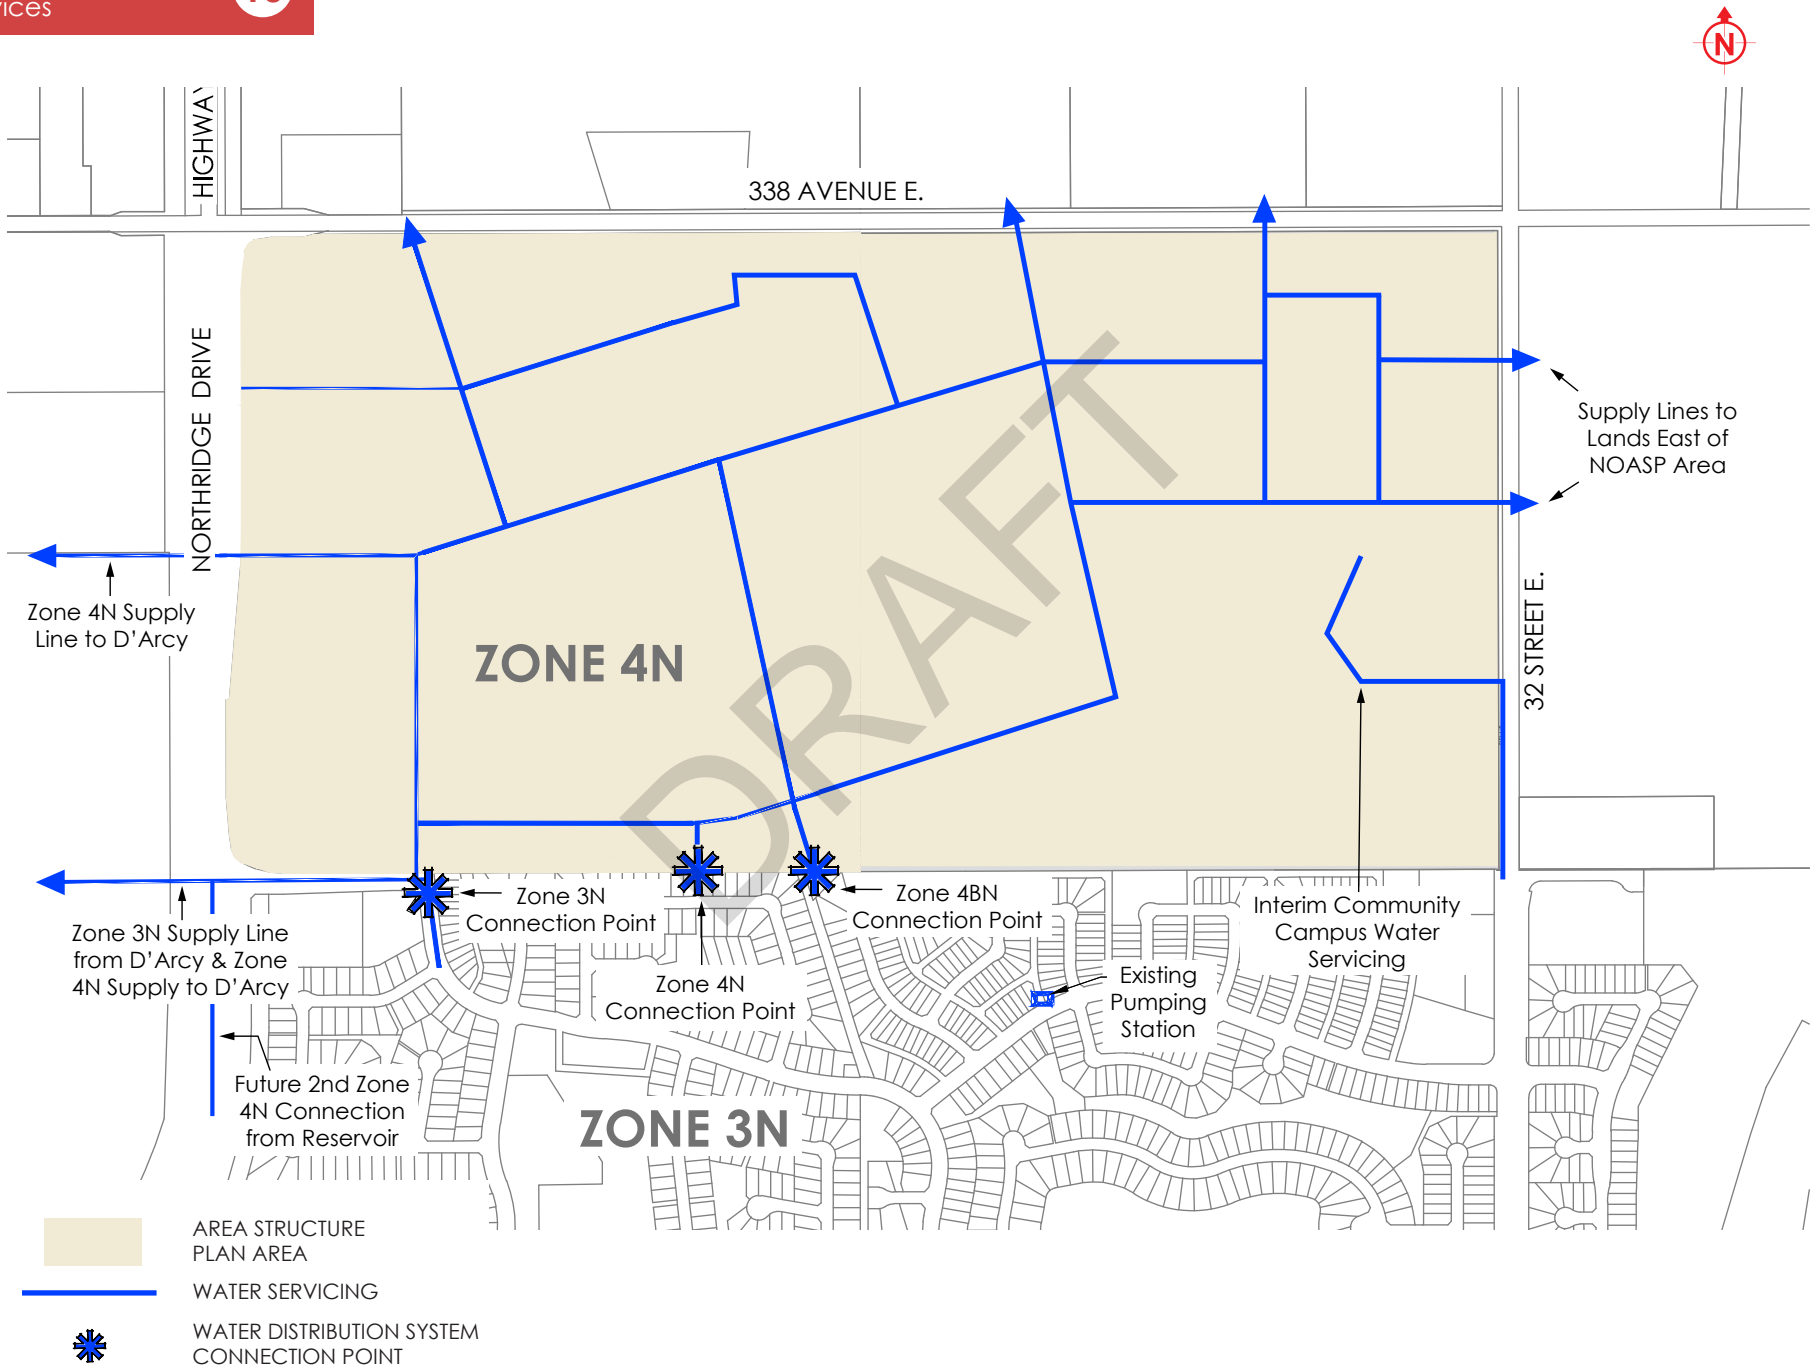 vices
N
HIGHWAY
338 AVENUE E.
NORTHRIDGE DRIVE
Supply Lines to
Lands East of
NOASP Area
32 STREET E.
Zone 4N Supply
Line to D'Arcy
ZONE 4N
DRAFT
Zone 3N
Connection Point
Zone 4BN
Connection Point
Interim Community
Campus Water
Servicing
Zone 3N Supply Line
from D'Arcy & Zone
4N Supply to D'Arcy
Zone 4N
Connection Point
Existing
Pumping
Station
Future 2nd Zone
4N Connection
from Reservoir
ZONE 3N
AREA STRUCTURE
PLAN AREA
WATER SERVICING
WATER DISTRIBUTION SYSTEM
CONNECTION POINT